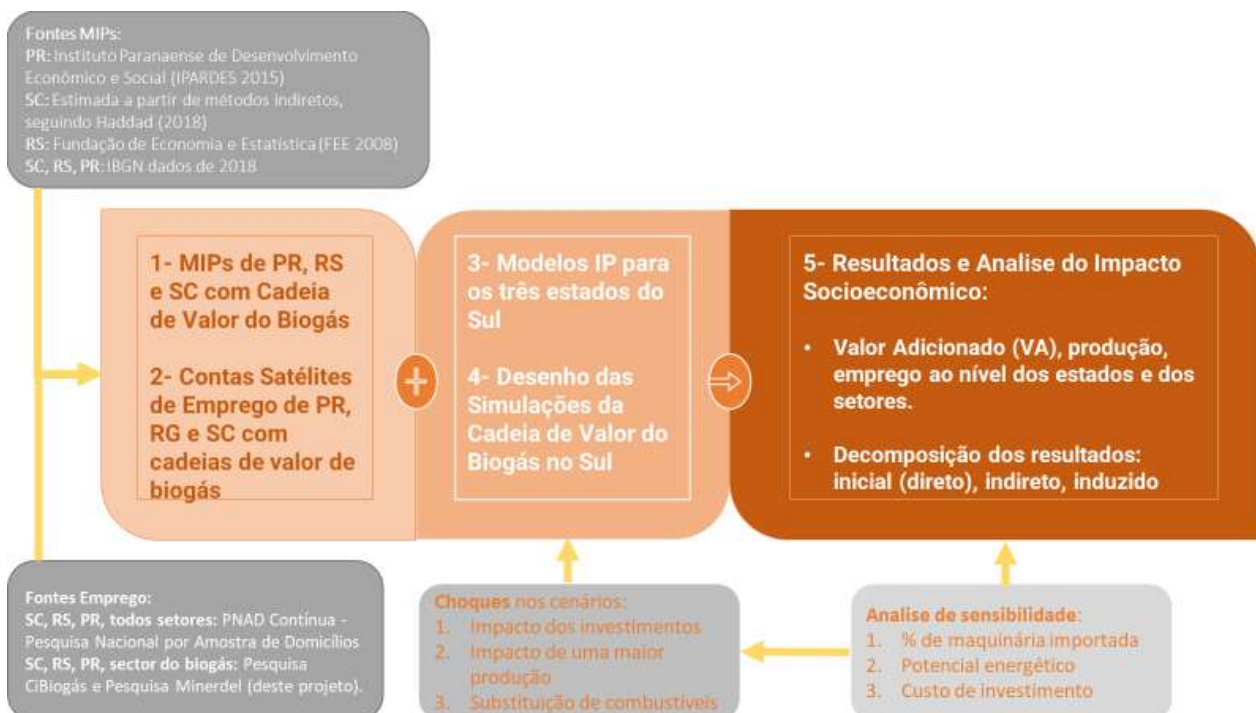 Fontes MIPs:
PR: Instituto Paranaense de Desenvolvimento
Econômico e Social (IPARDES 2015)
SC: Estimada a partir de métodos indiretos,
seguindo Haddad (2018)
RS: Fundação de Economia e Estatística (FEE 2008)
SC, RS, PR: IBGN dados de 2018
1- MIPs de PR, RS
e SC com Cadeia
de Valor do Biogás
2- Contas Satélites
de Emprego de PR,
RG e SC com
cadeias de valor de
biogás
3- Modelos IP para
os três estados do
Sul
4- Desenho das
Simulações da
Cadeia de Valor do
Biogás no Sul
5- Resultados e Analise do Impacto
Socioeconômico:
• Valor Adicionado (VA), produção,
emprego ao nível dos estados e dos
setores.
• Decomposição dos resultados:
inicial (direto), indireto, induzido
Fontes Emprego:
SC, RS, PR, todos setores: PNAD Contínua -
Pesquisa Nacional por Amostra de Domicílios
SC, RS, PR, sector do biogás: Pesquisa
CiBiogás e Pesquisa Minerdel (deste projeto).
Choques nos cenários:
1. Impacto dos investimentos
2. Impacto de uma maior
produção
3. Substituição de combustíveis
Analise de sensibilidade:
1. % de maquinária importada
2. Potencial energético
3. Custo de investimento